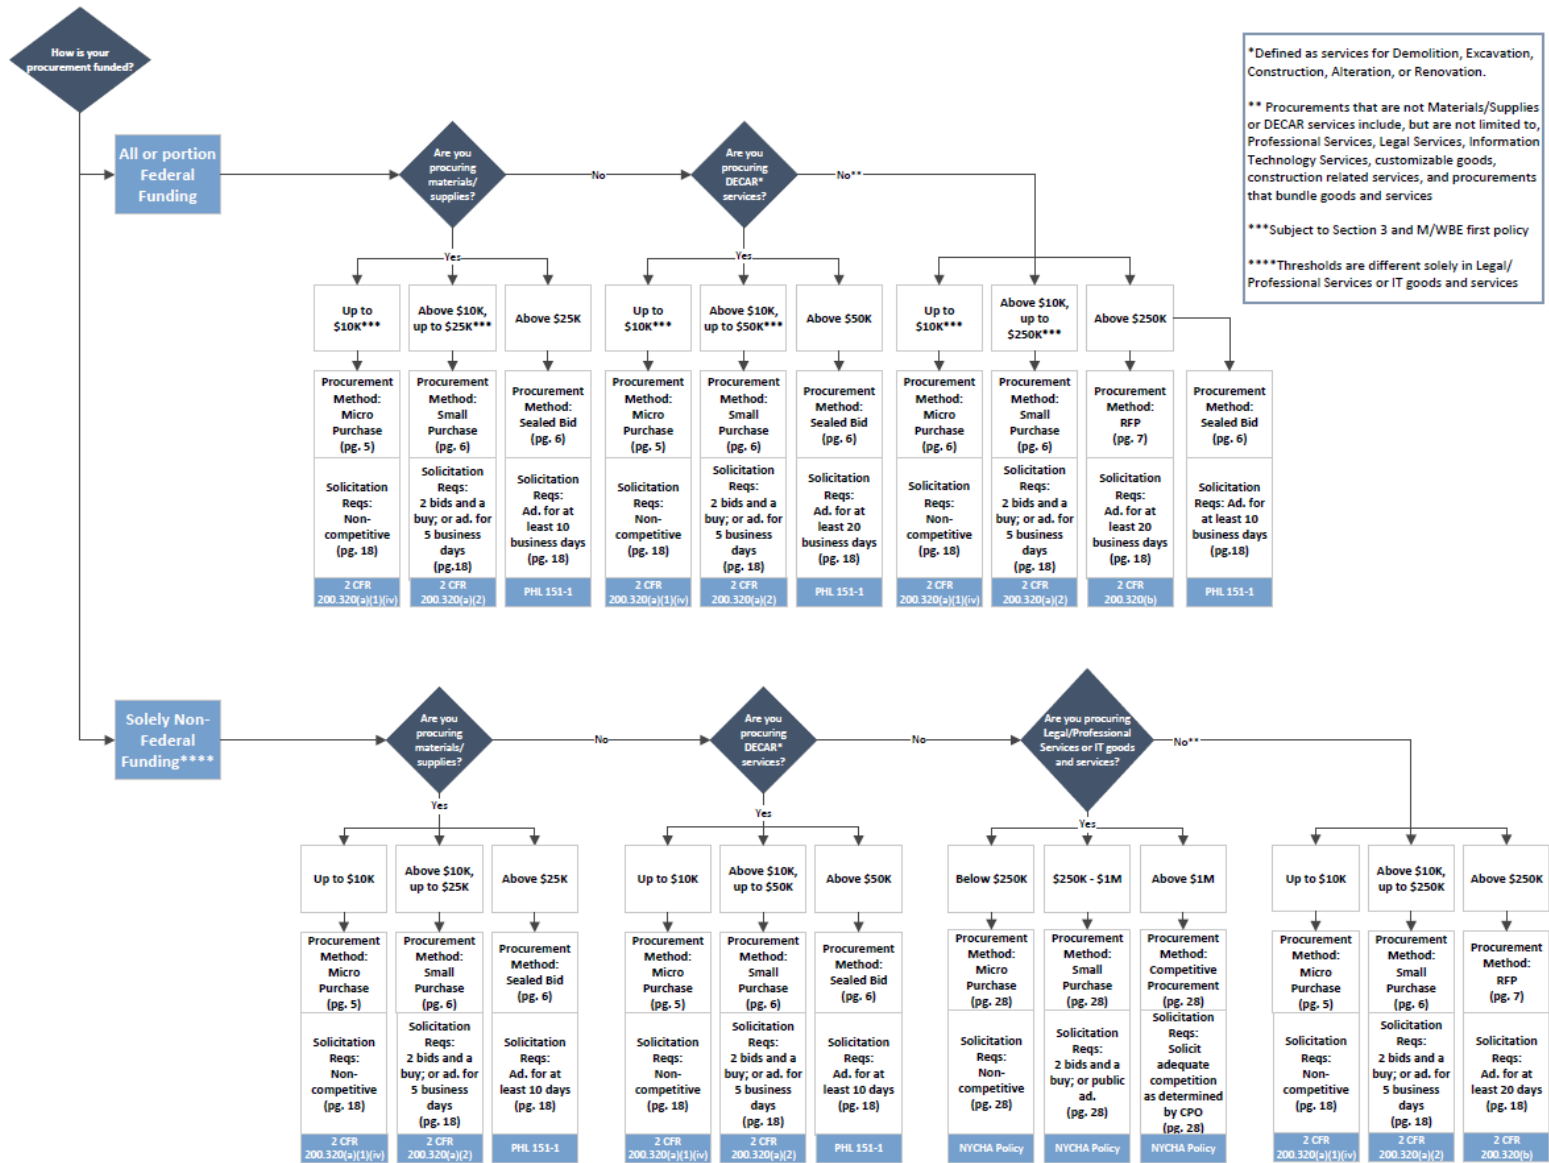 How is your
procurement funded?
*Defined as services for Demolition, Excavation,
Construction, Alteration, or Renovation.
** Procurements that are not Materials/Supplies
or DECAR services include, but are not limited to,
Professional Services, Legal Services, Information
Technology Services, customizable goods,
construction related services, and procurements
that bundle goods and services
***Subject to Section 3 and M/WBE first policy
****Thresholds are different solely in Legal/
Professional Services or IT goods and services
All or portion
Federal
Funding
Are you
procuring
materials/
supplies?
No
Are you
procuring
DECAR*
services?
No**
Yes
Yes
Up to
$10K***
Above $10K,
up to $25K***
Above $25K
Up to
$10K***
Above $10K,
up to $50K***
Above $50K
Up to
$10K***
Above $10K,
up to
$250K***
Above $250K
Procurement
Method:
Micro
Purchase
(pg. 5)
Procurement
Method:
Small
Purchase
(pg. 6)
Procurement
Method:
Sealed Bid
(pg. 6)
Procurement
Method:
Micro
Purchase
(pg. 5)
Procurement
Method:
Small
Purchase
(pg. 6)
Procurement
Method:
Sealed Bid
(pg. 6)
Procurement
Method:
Micro
Purchase
(pg. 6)
Procurement
Method:
Small
Purchase
(pg. 6)
Procurement
Method:
RFP
(pg. 7)
Procurement
Method:
Sealed Bid
(pg. 6)
Solicitation
Reqs:
Non-
competitive
(pg. 18)
Solicitation
Reqs:
2 bids and a
buy; or ad. for
5 business
days
(pg.18)
Solicitation
Reqs:
Ad. for at
least 10
business days
(pg. 18)
Solicitation
Reqs:
Non-
competitive
(pg. 18)
Solicitation
Reqs:
2 bids and a
buy; or ad. for
5 business
days
(pg. 18)
Solicitation
Reqs:
Ad. for at
least 20
business days
(pg. 18)
Solicitation
Reqs:
Non-
competitive
(pg. 18)
Solicitation
Reqs:
2 bids and a
buy; or ad. for
5 business
days
(pg. 18)
Solicitation
Reqs:
Ad. for at
least 20
business days
(pg. 18)
Solicitation
Reqs: Ad. for
at least 10
business days
(pg.18)
2 CFR
200.320(a)(1)(iv)
2 CFR
200.320(a)(2)
PHL 151-1
2 CFR
200.320(a)(1)(iv)
2 CFR
200.320(a)(2)
PHL 151-1
2 CFR
200.320(a)(1)(iv)
2 CFR
200.320(a)(2)
2 CFR
200.320(b)
PHL 151-1
Solely Non-
Federal
Funding****
Are you
procuring
materials/
supplies?
No
Are you
procuring
DECAR*
services?
No
Are you procuring
Legal/Professional
Services or IT goods
and services?
No**
Yes
Yes
Yes
Up to $10K
Above $10K,
up to $25K
Above $25K
Up to $10K
Above $10K,
up to $50K
Above $50K
Below $250K
$250K - $1M
Above $1M
Up to $10K
Above $10K,
up to $250K
Above $250K
Procurement
Method:
Micro
Purchase
(pg. 5)
Procurement
Method:
Small
Purchase
(pg. 6)
Procurement
Method:
Sealed Bid
(pg. 6)
Procurement
Method:
Micro
Purchase
(pg. 5)
Procurement
Method:
Small
Purchase
(pg. 6)
Procurement
Method:
Sealed Bid
(pg. 6)
Procurement
Method:
Micro
Purchase
(pg. 28)
Procurement
Method:
Small
Purchase
(pg. 28)
Procurement
Method:
Competitive
Procurement
(pg. 28)
Procurement
Method:
Micro
Purchase
(pg. 5)
Procurement
Method:
Small
Purchase
(pg. 6)
Procurement
Method:
RFP
(pg. 7)
Solicitation
Reqs:
Non-
competitive
(pg. 18)
Solicitation
Reqs:
2 bids and a
buy; or ad. for
5 business
days
(pg. 18)
Solicitation
Reqs:
Ad. for at
least 10 days
(pg. 18)
Solicitation
Reqs:
Non-
competitive
(pg. 18)
Solicitation
Reqs:
2 bids and a
buy; or ad. for
5 business
days
(pg. 18)
Solicitation
Reqs:
Ad. for at
least 10 days
(pg. 18)
Solicitation
Reqs:
Non-
competitive
(pg. 28)
Solicitation
Reqs:
2 bids and a
buy; or public
ad.
(pg. 28)
Solicitation
Reqs:
Solicit
adequate
competition
as determined
by CPO
(pg. 28)
Solicitation
Reqs:
Non-
competitive
(pg. 18)
Solicitation
Reqs:
2 bids and a
buy; or ad. for
5 business
days
(pg. 18)
Solicitation
Reqs:
Ad. for at
least 20 days
(pg. 18)
2 CFR
200.320(a)(1)(iv)
2 CFR
200.320(a)(2)
PHL 151-1
2 CFR
200.320(a)(1)(iv)
2 CFR
200.320(a)(2)
PHL 151-1
NYCHA Policy
NYCHA Policy
NYCHA Policy
2 CFR
200.320(a)(1)(iv)
2 CFR
200.320(a)(2)
2 CFR
200.320(b)